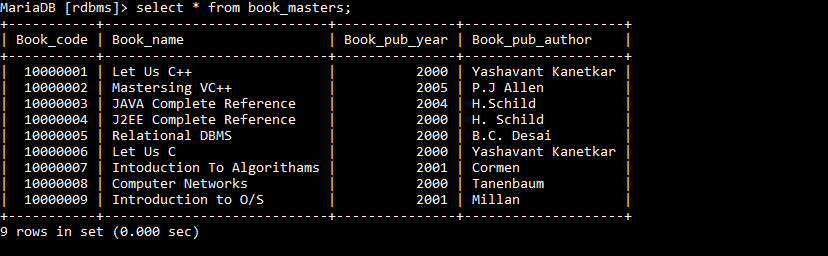 MariaDB [rdbms]> select * from book_masters;
+-----------+----------------------------+---------------+--------------------+
| Book_code | Book_name                  | Book_pub_year | Book_pub_author    |
+-----------+----------------------------+---------------+--------------------+
|  10000001 | Let Us C++                 |          2000 | Yashavant Kanetkar |
|  10000002 | Mastersing VC++            |          2005 | P.J Allen          |
|  10000003 | JAVA Complete Reference    |          2004 | H.Schild           |
|  10000004 | J2EE Complete Reference    |          2000 | H. Schild          |
|  10000005 | Relational DBMS            |          2000 | B.C. Desai         |
|  10000006 | Let Us C                   |          2000 | Yashavant Kanetkar |
|  10000007 | Intoduction To Algorithams |          2001 | Cormen             |
|  10000008 | Computer Networks          |          2000 | Tanenbaum          |
|  10000009 | Introduction to O/S        |          2001 | Millan             |
+-----------+----------------------------+---------------+--------------------+
9 rows in set (0.000 sec)